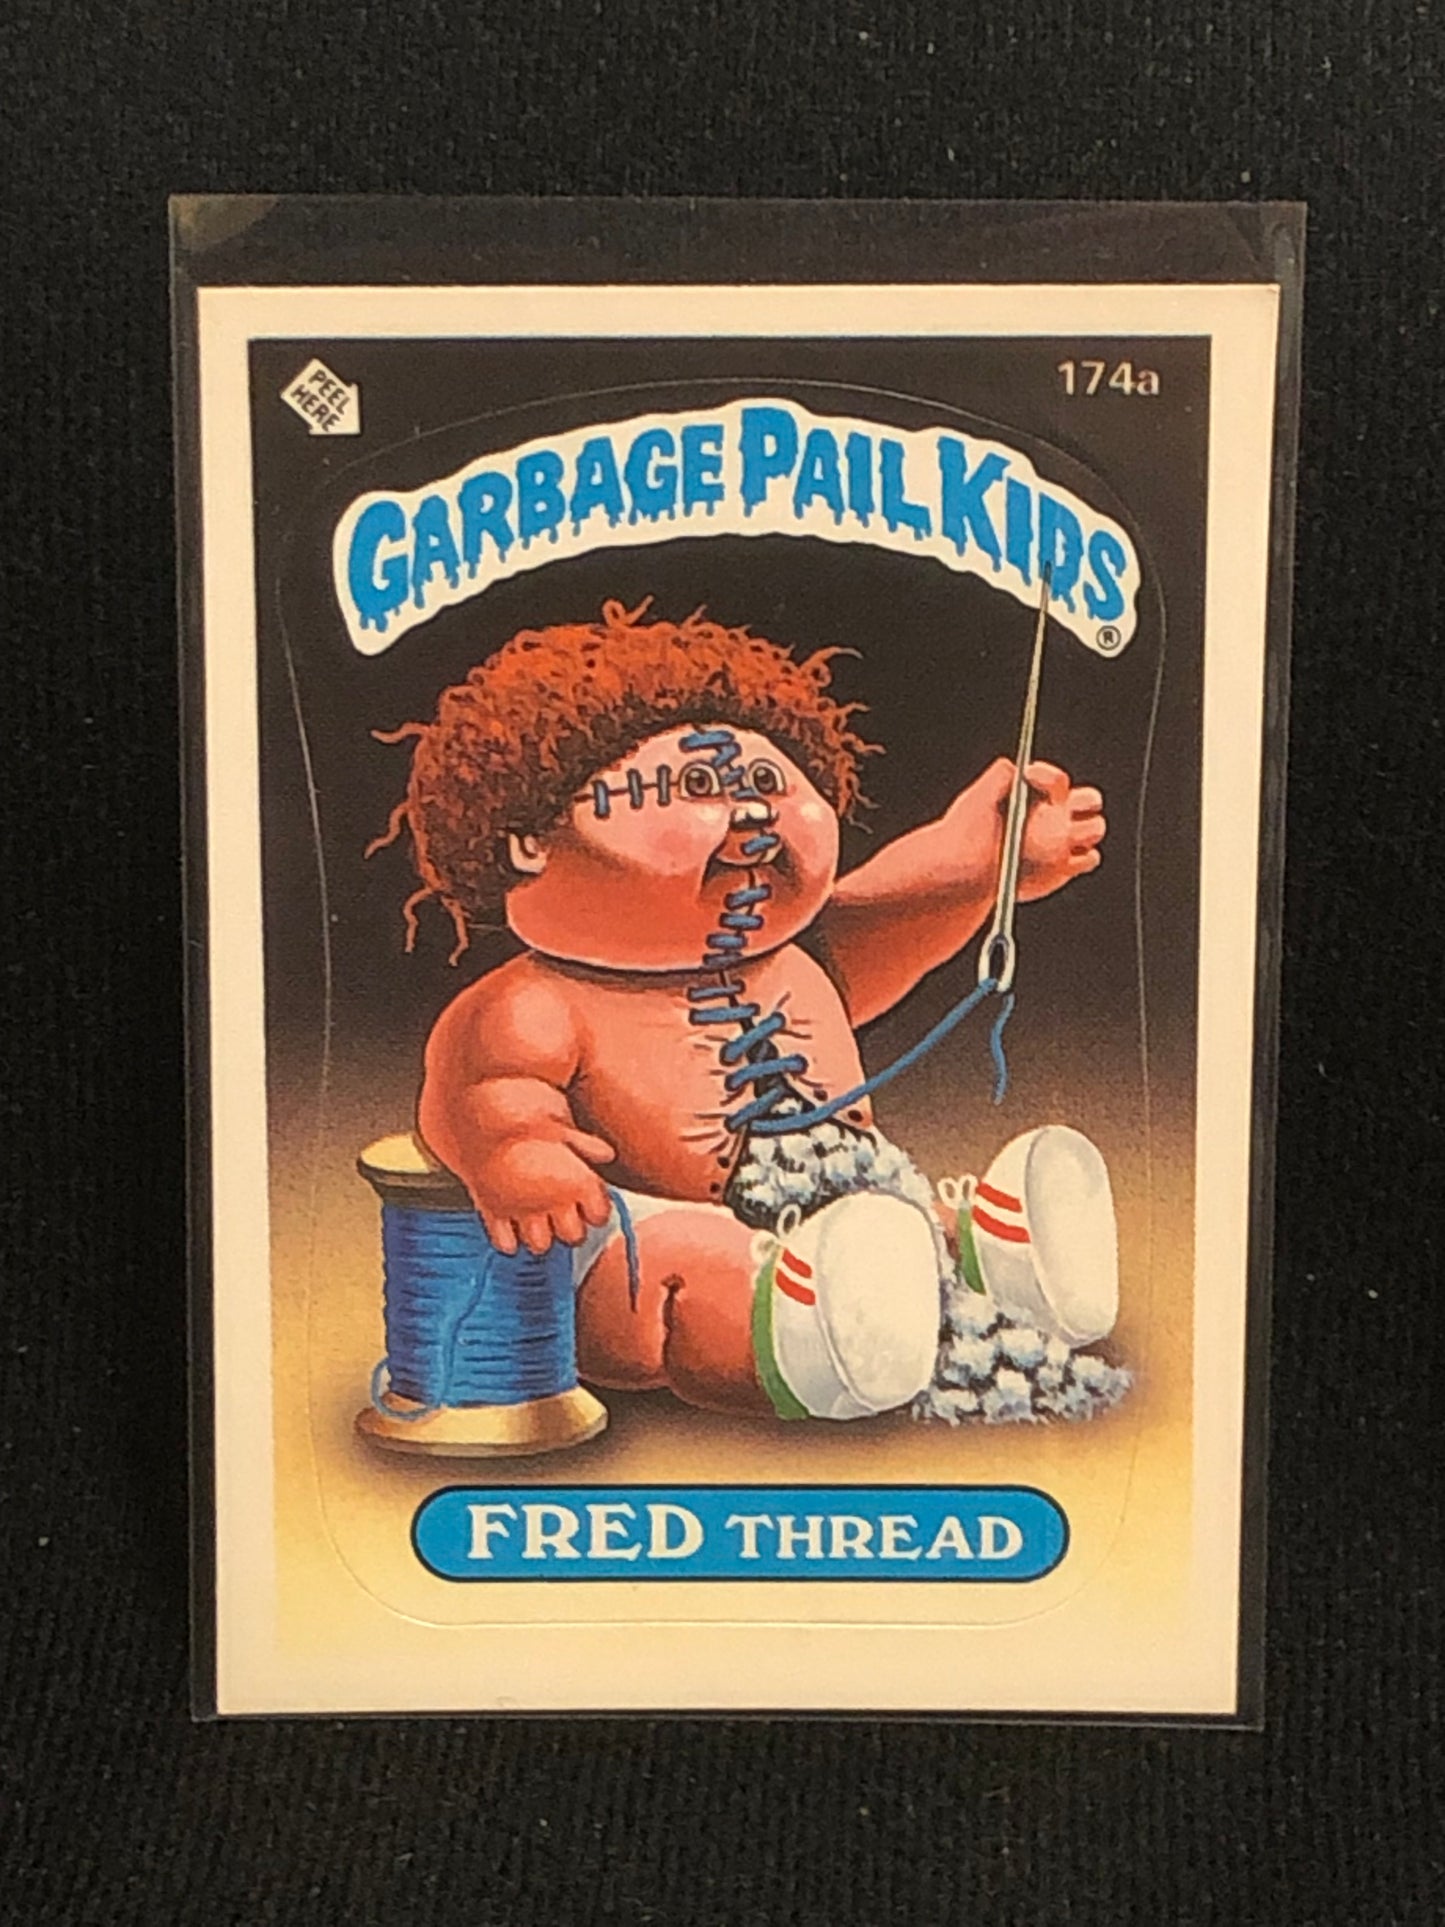 PEEL
HERE
174a
GARBAGE PAIL KIDS
®
FRED THREAD